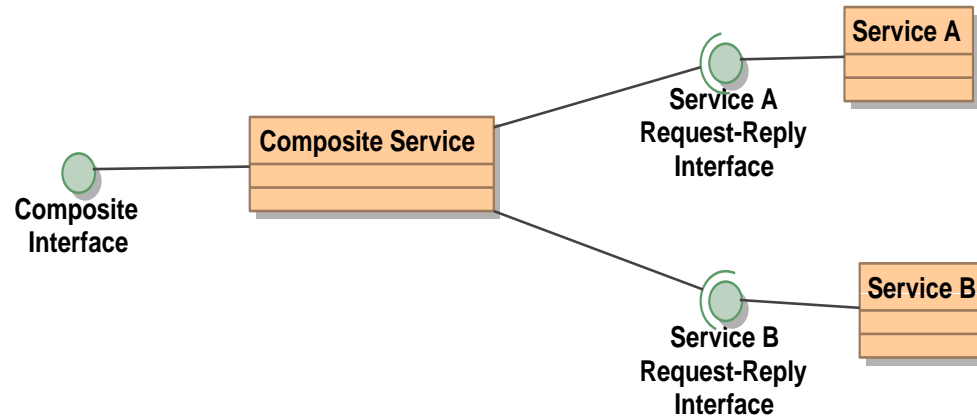 Service A
Service A
Request-Reply
Interface
Composite Service
Composite
Interface
Service B
Service B
Request-Reply
Interface